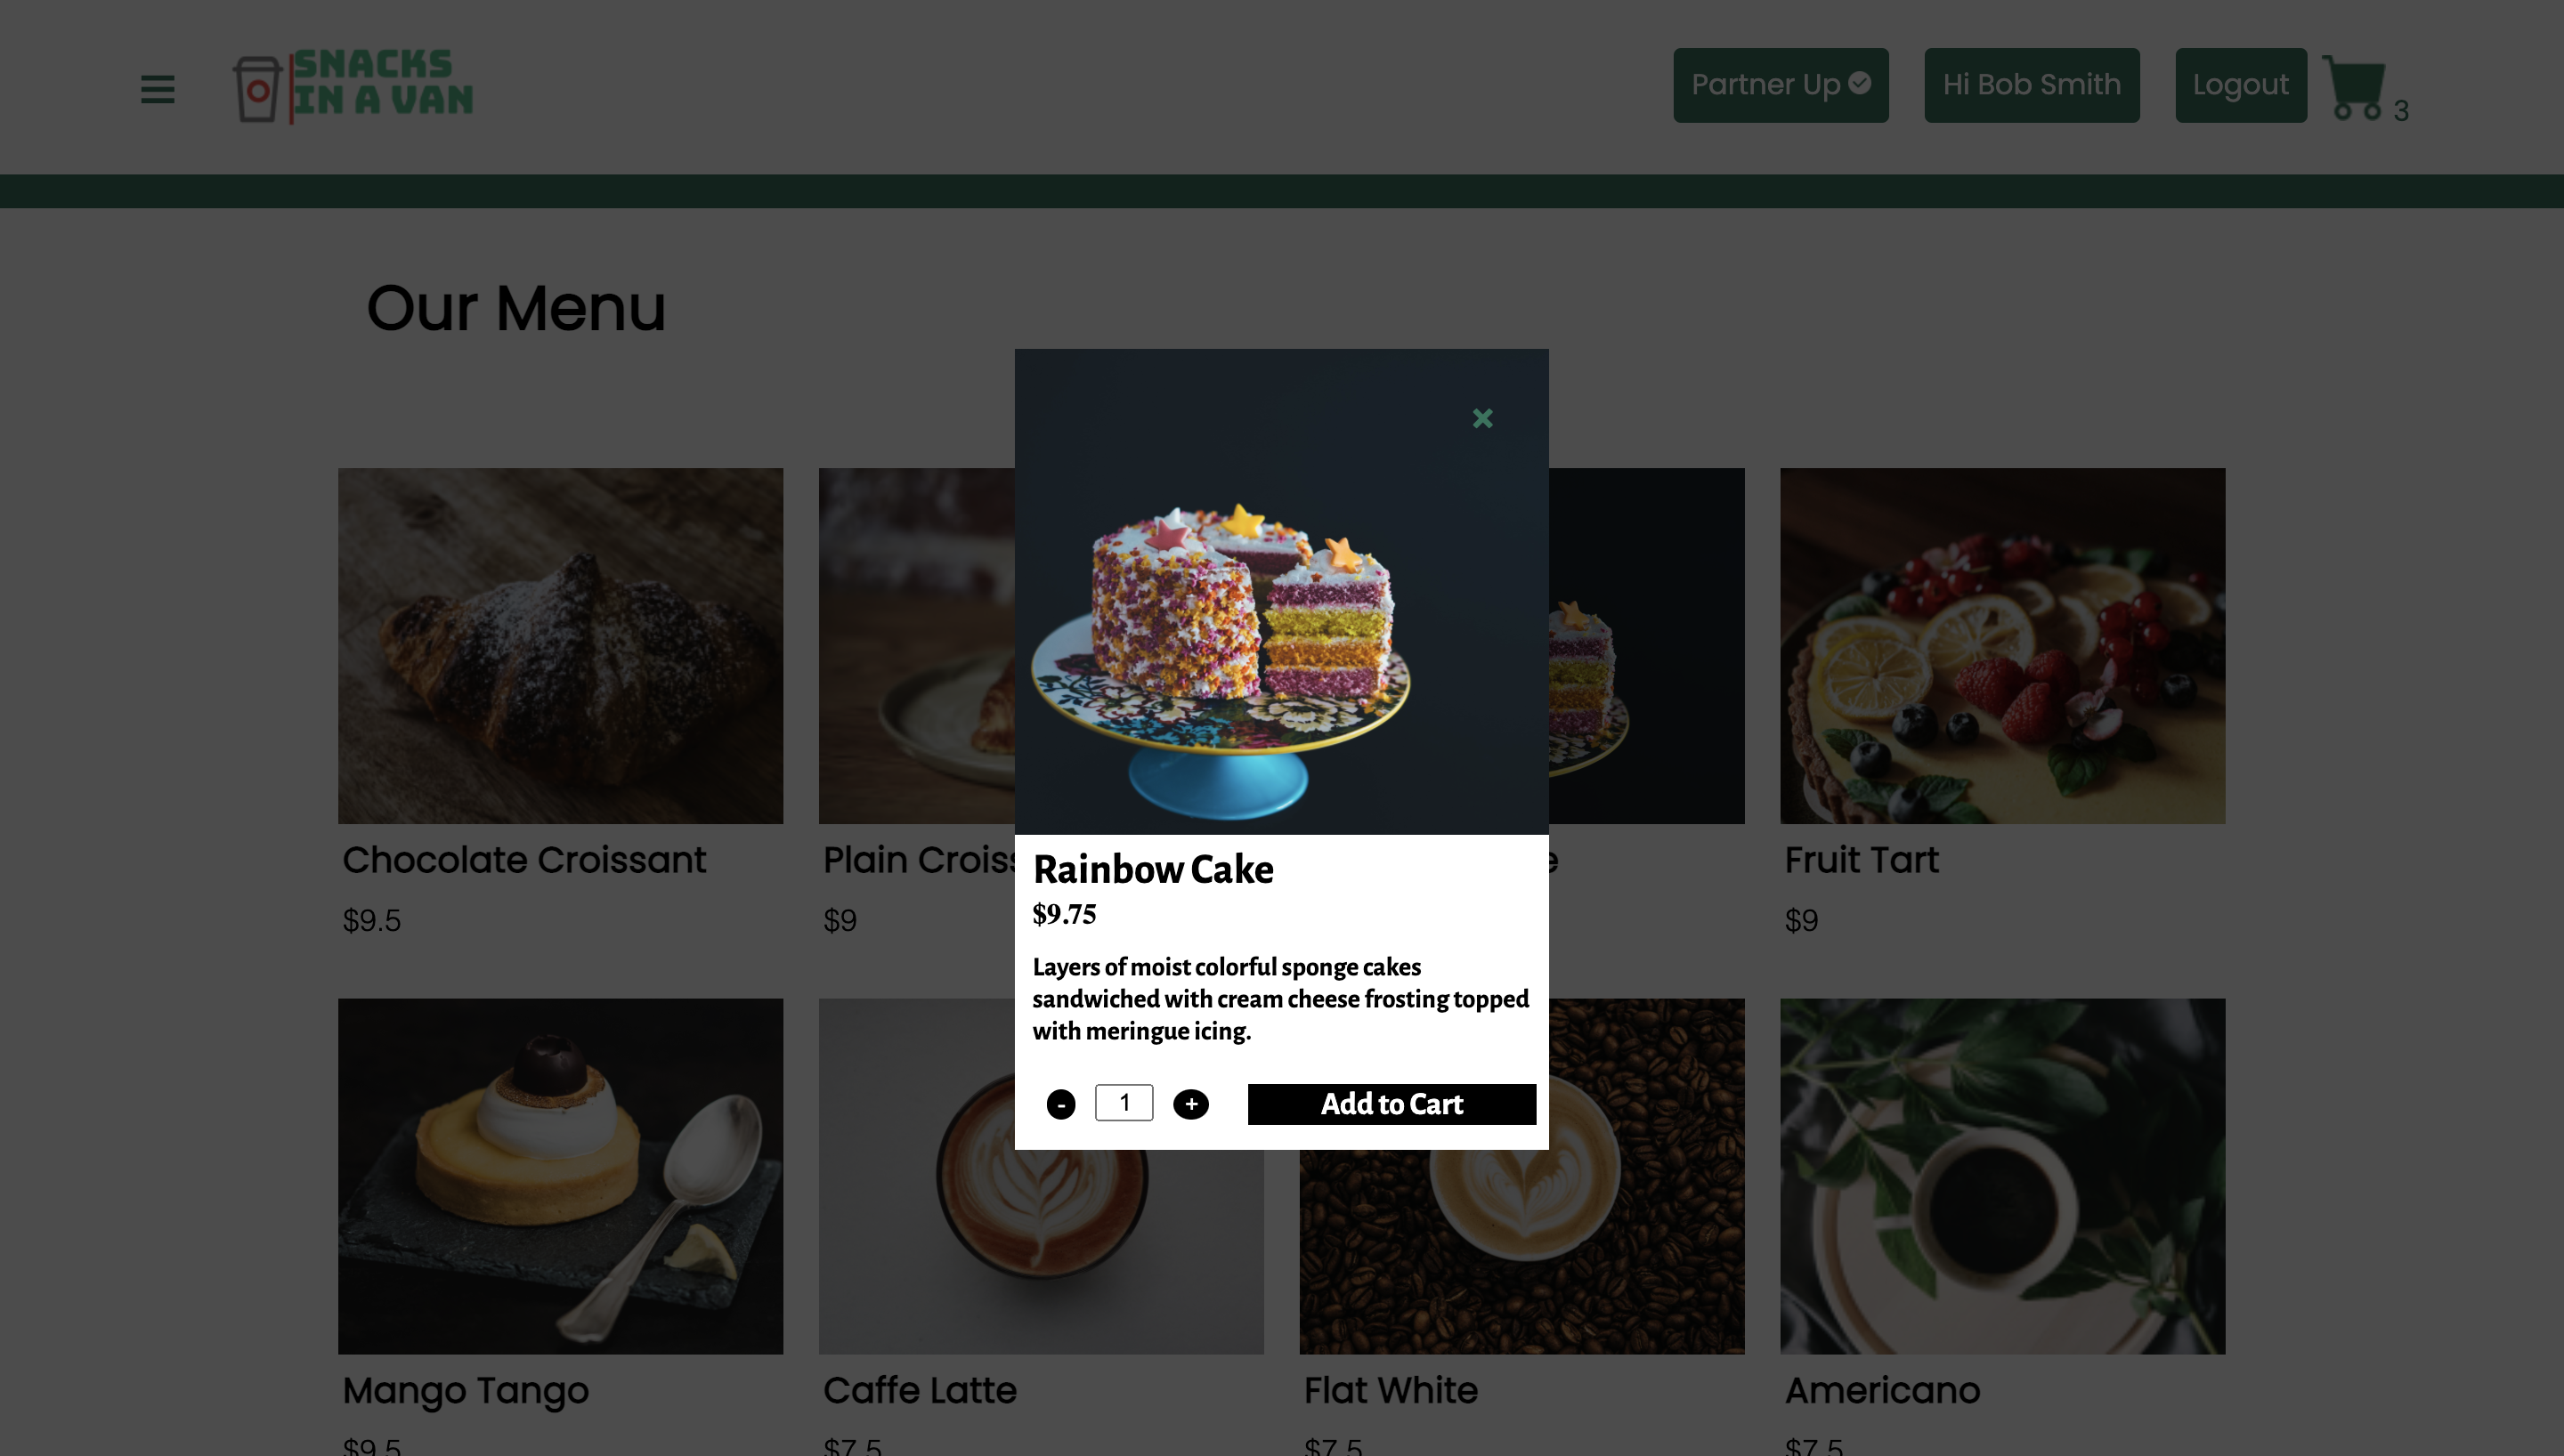 SNACKS
IN A VAN
Partner Up
Hi Bob Smith
Logout
3
Our Menu
Chocolate Croissant
$9.5
Plain Crois
$9
e
Fruit Tart
$9
Rainbow Cake
$9.75
Layers of moist colorful sponge cakes
sandwiched with cream cheese frosting topped
with meringue icing.
-
1
+
Add to Cart
Mango Tango
$9.5
Caffe Latte
$7.5
Flat White
$7.5
Americano
$7.5